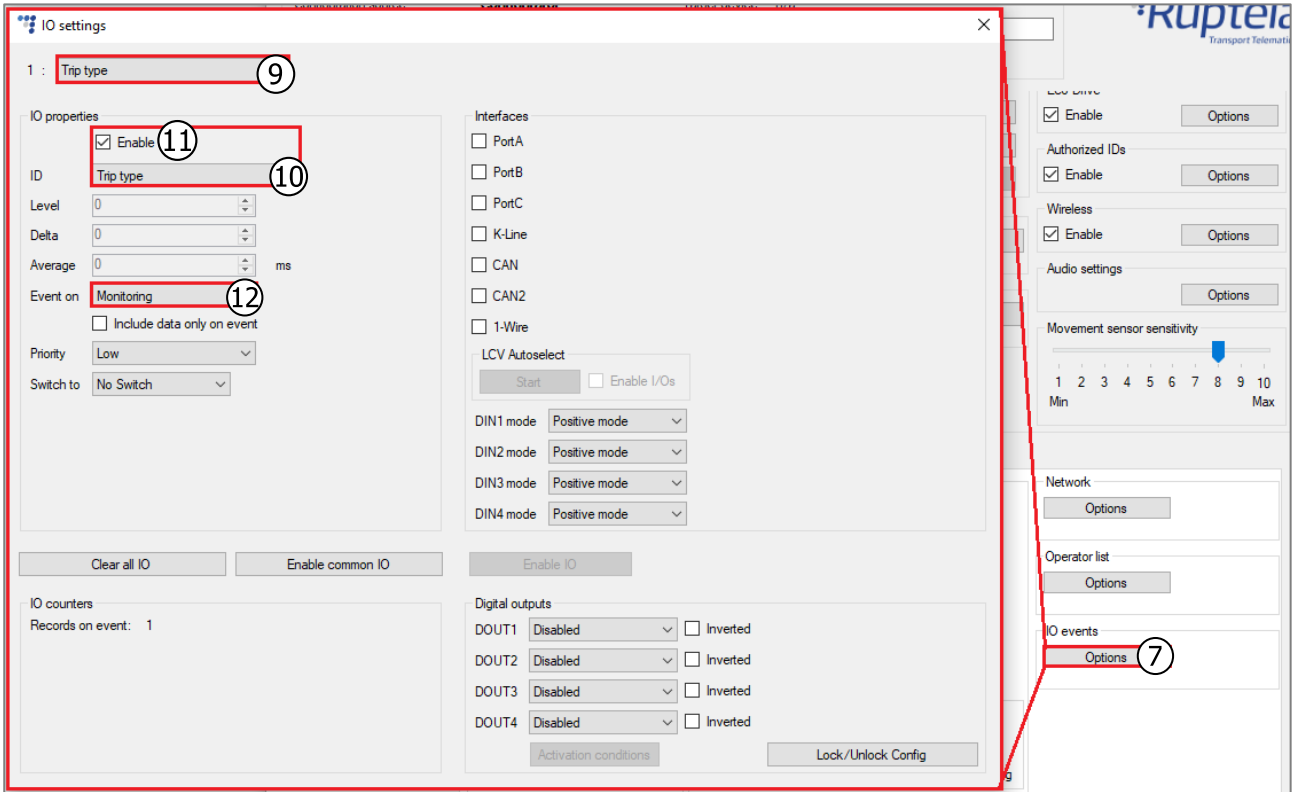 IO settings
1 : Trip type
9
IO properties
Enable
11
ID Trip type
10
Level 0
Delta 0
Average 0 ms
Event on Monitoring
12
Include data only on event
Priority Low
Switch to No Switch
Interfaces
PortA
PortB
PortC
K-Line
CAN
CAN2
1-Wire
LCV Autoselect
Start Enable I/Os
DIN1 mode Positive mode
DIN2 mode Positive mode
DIN3 mode Positive mode
DIN4 mode Positive mode
Clear all IO Enable common IO Enable IO
IO counters
Records on event: 1
Digital outputs
DOUT1 Disabled Inverted
DOUT2 Disabled Inverted
DOUT3 Disabled Inverted
DOUT4 Disabled Inverted
Activation conditions Lock/Unlock Config
Ruptela
Transport Telemati
Eco Drive
Enable Options
Authorized IDs
Enable Options
Wireless
Enable Options
Audio settings
Options
Movement sensor sensitivity
1 2 3 4 5 6 7 8 9 10
Min Max
Network
Options
Operator list
Options
IO events
Options
7
g